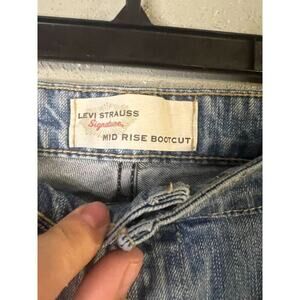 LEVI STRAUSS
Signature
MID RISE BOOTCUT